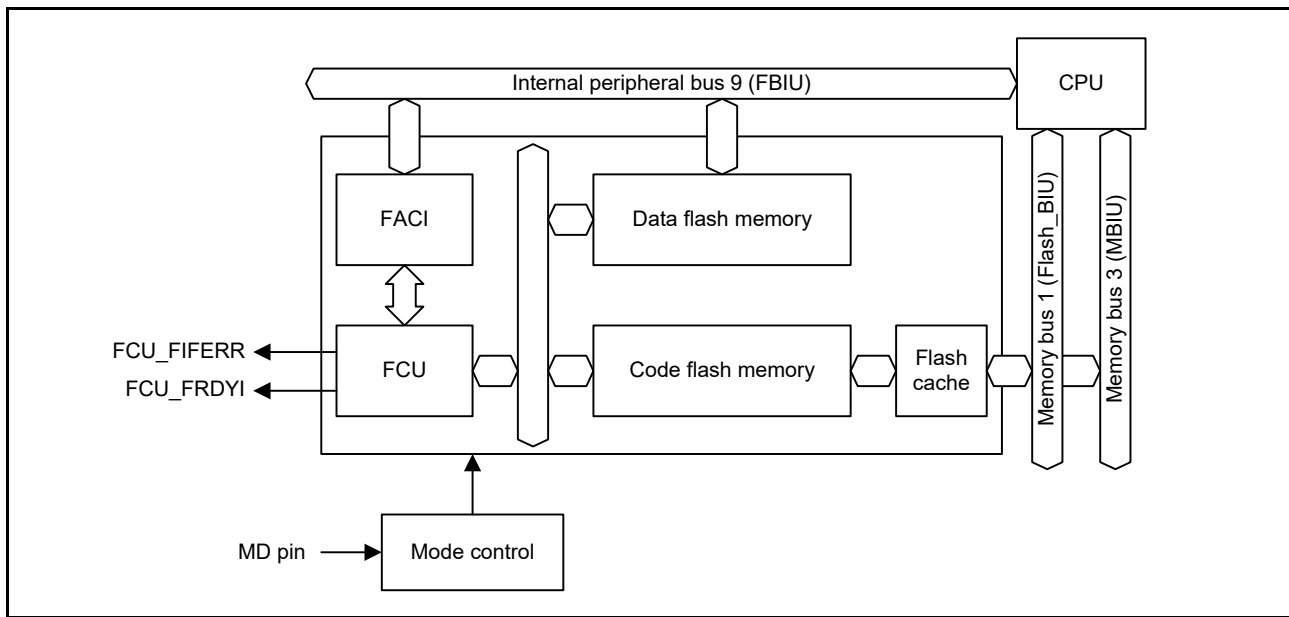 Internal peripheral bus 9 (FBIU)
CPU
FACI
Data flash memory
Memory bus 1 (Flash_BIU)
Memory bus 3 (MBIU)
FCU_FIFERR
FCU_FRDYI
FCU
Code flash memory
Flash
cache
MD pin
Mode control